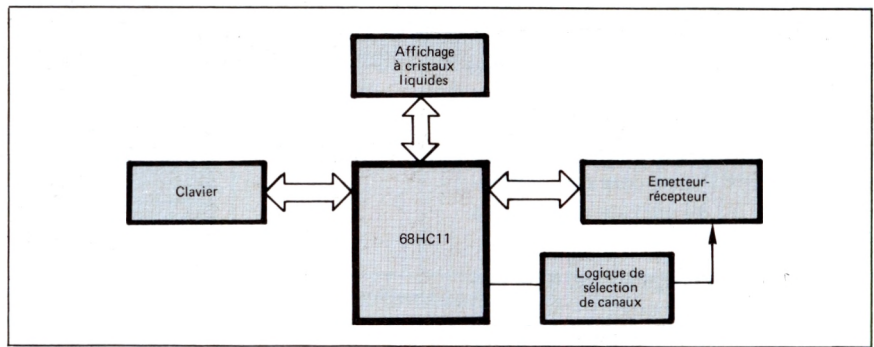 Affichage
à cristaux
liquides
Clavier
Emetteur-
récepteur
68HC11
Logique de
sélection
de canaux